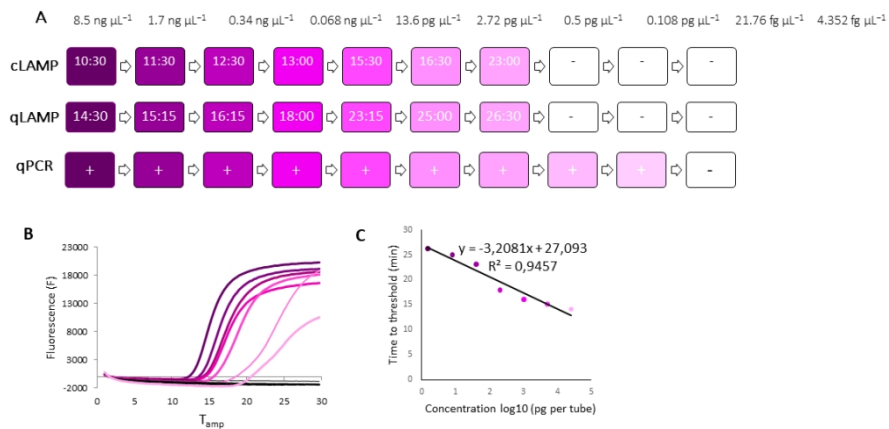 A
8.5 ng µL⁻¹ 1.7 ng µL⁻¹ 0.34 ng µL⁻¹ 0.068 ng µL⁻¹ 13.6 pg µL⁻¹ 2.72 pg µL⁻¹ 0.5 pg µL⁻¹ 0.108 pg µL⁻¹ 21.76 fg µL⁻¹ 4.352 fg µL⁻¹
cLAMP 10:30 11:30 12:30 13:00 15:30 16:30 23:00 - - -
qLAMP 14:30 15:15 16:15 18:00 23:15 25:00 26:30 - - -
qPCR + + + + + + + + + -
B
Fluorescence (F)
23000
18000
13000
8000
3000
-2000
0 5 10 15 20 25 30
T_amp
C
Time to threshold (min)
30
25
20
15
10
5
0
y = -3,2081x + 27,093
R² = 0,9457
0 1 2 3 4 5
Concentration log10 (pg per tube)